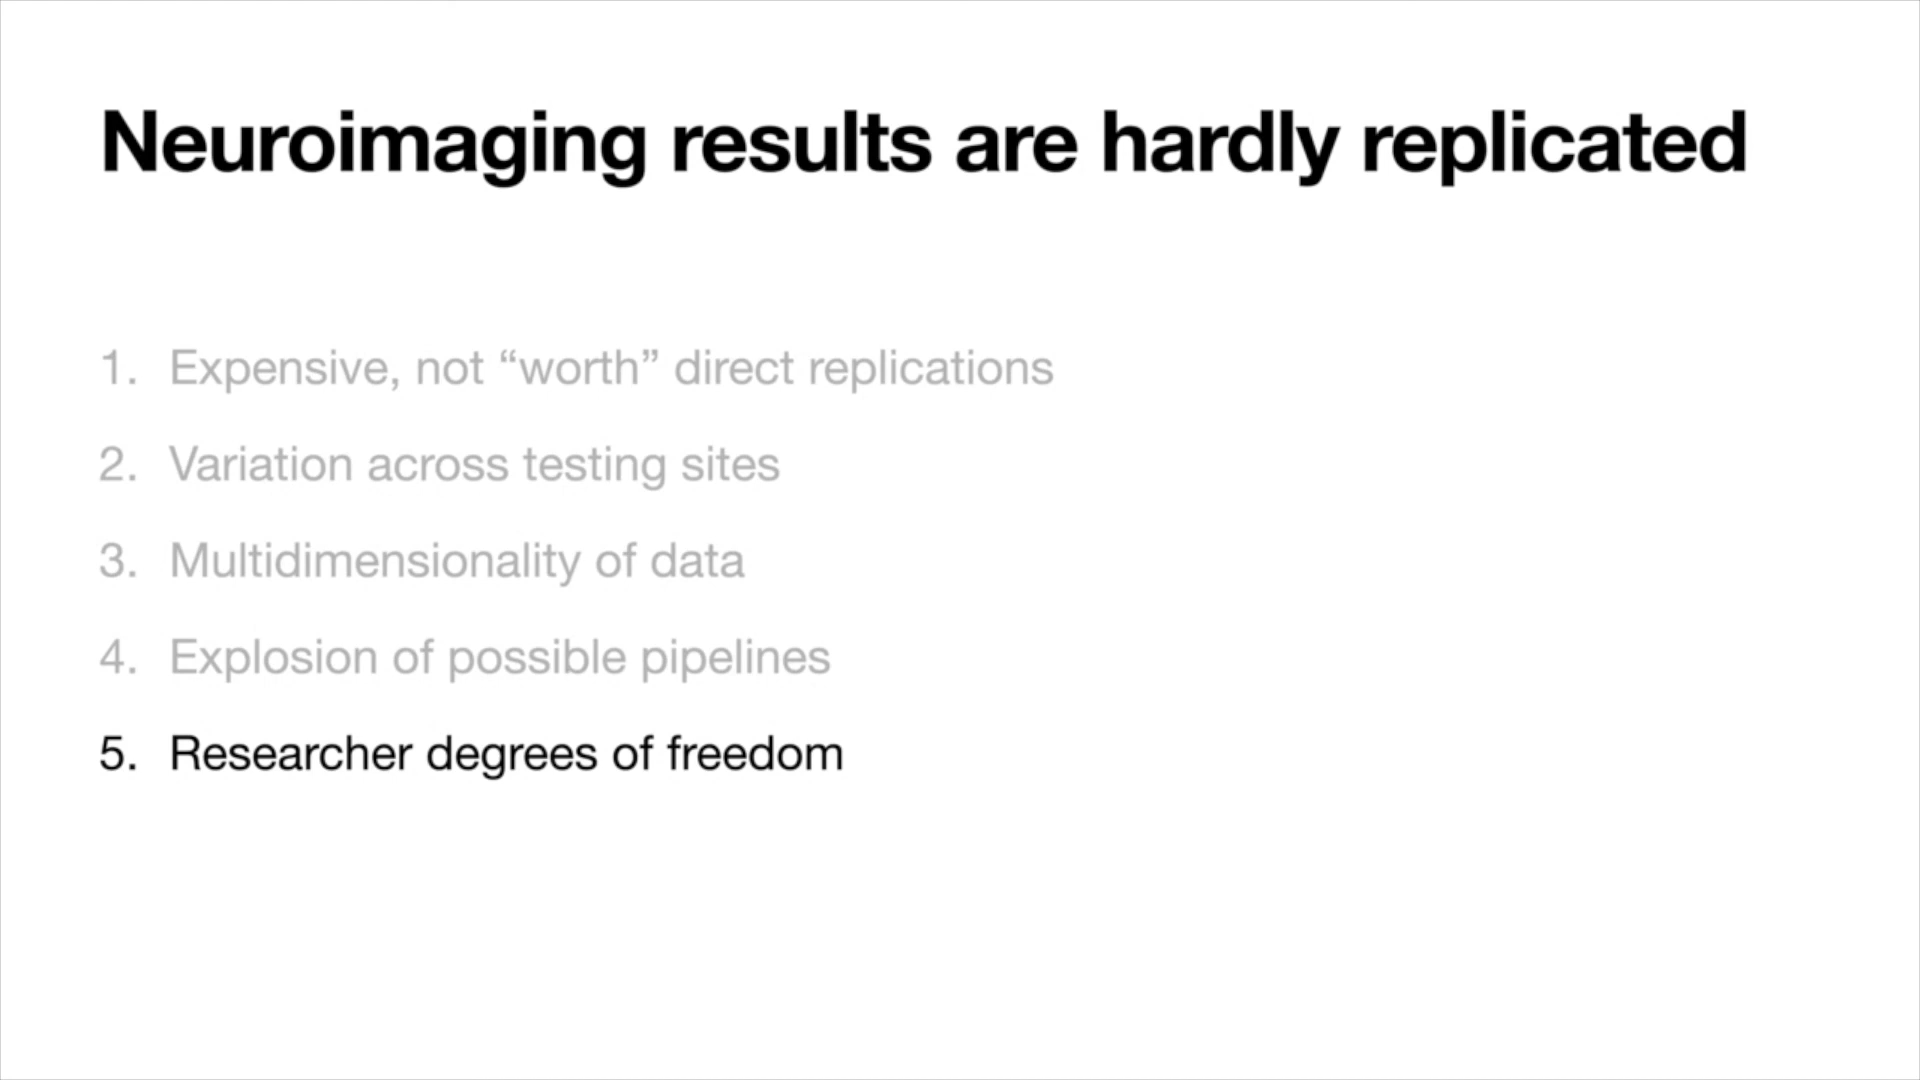 Neuroimaging results are hardly replicated
1. Expensive, not “worth” direct replications
2. Variation across testing sites
3. Multidimensionality of data
4. Explosion of possible pipelines
5. Researcher degrees of freedom